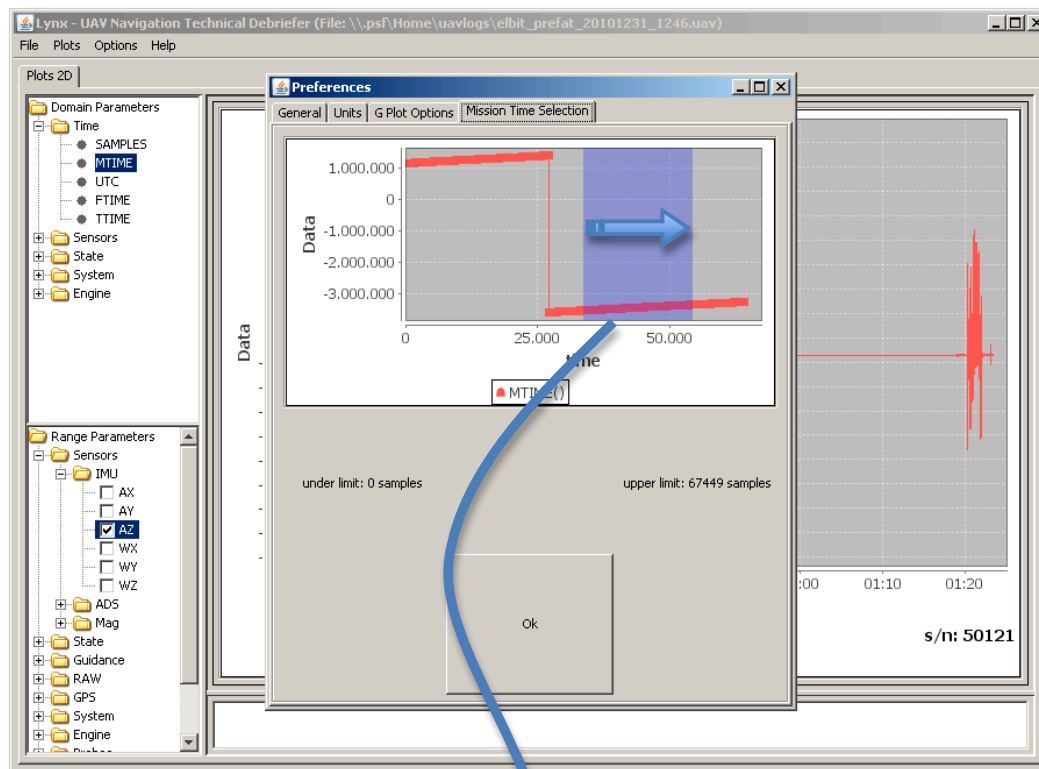 Lynx - UAV Navigation Technical Debriefer (File: \\.psf\Home\uavlogs\elbit_prefat_20101231_1246.uav)
File Plots Options Help
Plots 2D
Domain Parameters
Time
SAMPLES
MTIME
UTC
FTIME
TTIME
Sensors
State
System
Engine
Range Parameters
Sensors
IMU
AX
AY
AZ
WX
WY
WZ
ADS
Mag
State
Guidance
RAW
GPS
System
Engine
Data
Preferences
General Units G Plot Options Mission Time Selection
Data
1.000.000
0
-1.000.000
-2.000.000
-3.000.000
0 25.000 50.000
time
MTIME()
under limit: 0 samples upper limit: 67449 samples
Ok
:00 01:10 01:20
s/n: 50121